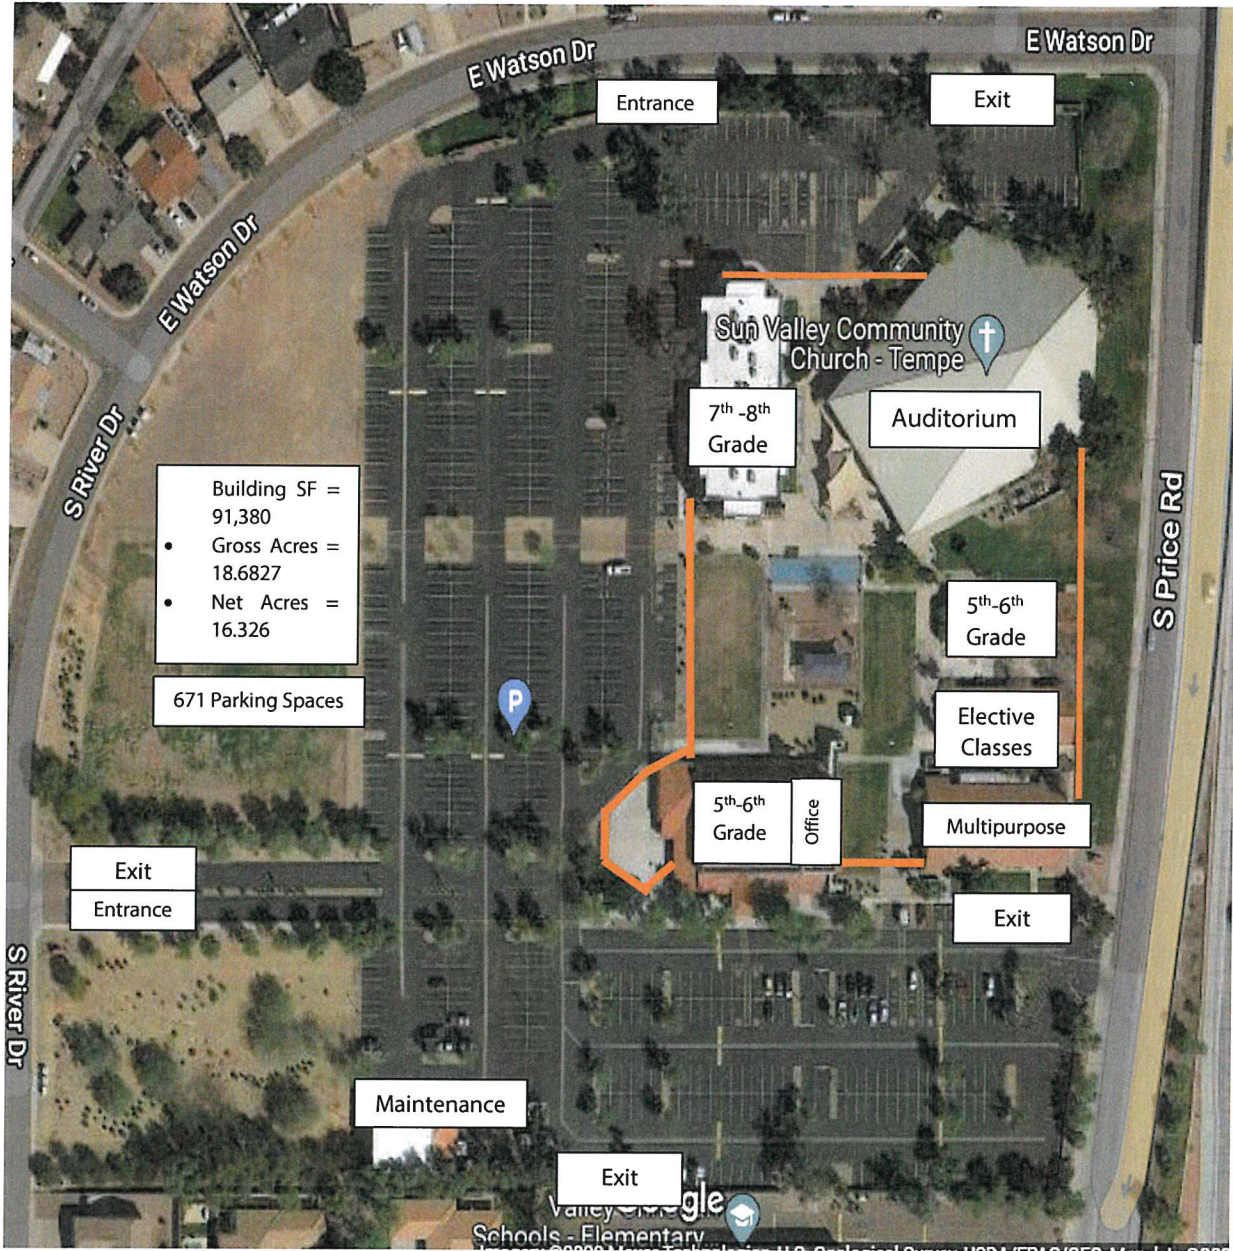 E Watson Dr
E Watson Dr
Entrance
Exit
E Watson Dr
Sun Valley Community
Church - Tempe
7th -8th
Grade
Auditorium
S River Dr
Building SF =
91,380
• Gross Acres =
18.6827
• Net Acres =
16.326
S Price Rd
5th-6th
Grade
671 Parking Spaces
P
Elective
Classes
5th-6th
Grade
Office
Multipurpose
Exit
Entrance
Exit
S River Dr
Maintenance
Exit
Valley
Schools - Elementary